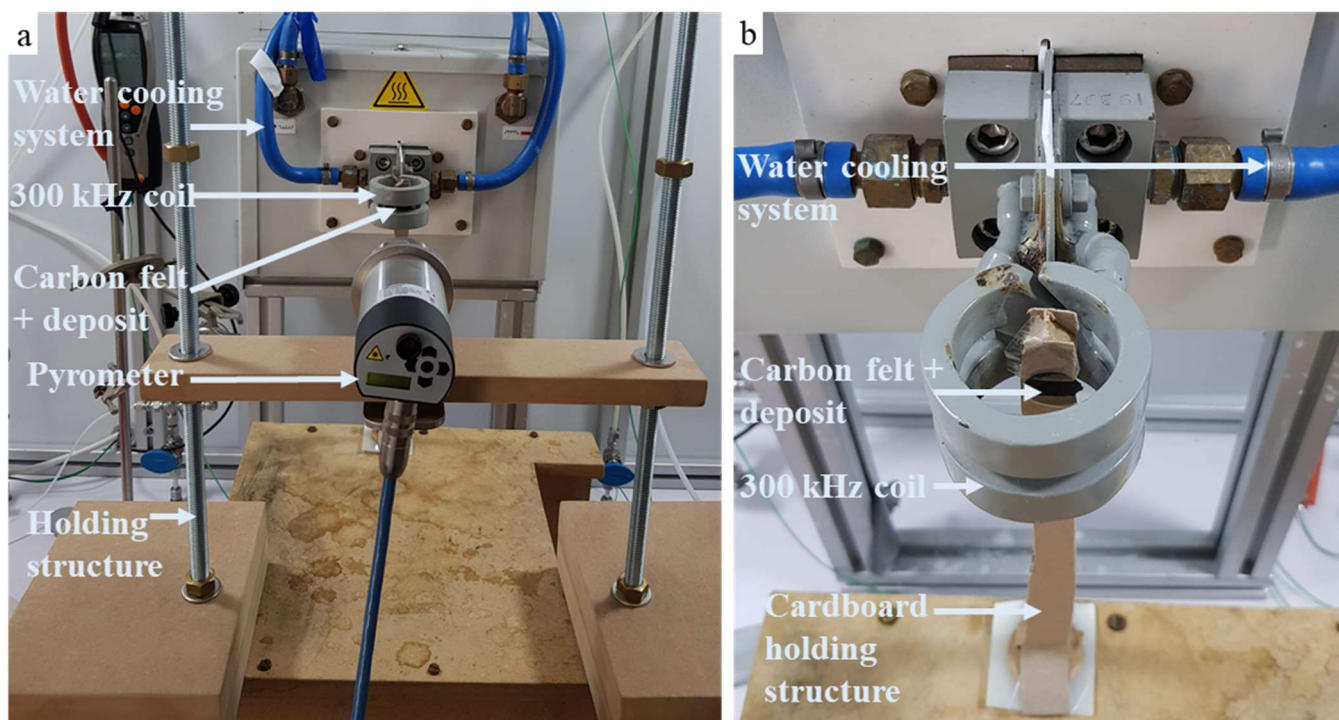 a
Water cooling
system
300 kHz coil
Carbon felt
+ deposit
Pyrometer
Holding
structure
b
Water cooling
system
Carbon felt +
deposit
300 kHz coil
Cardboard
holding
structure